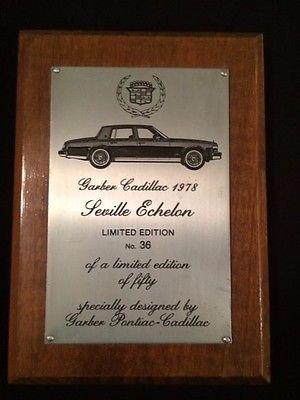 Garber Cadillac 1978
Seville Echelon
LIMITED EDITION
No. 36
of a limited edition
of fifty
specially designed by
Garber Pontiac-Cadillac